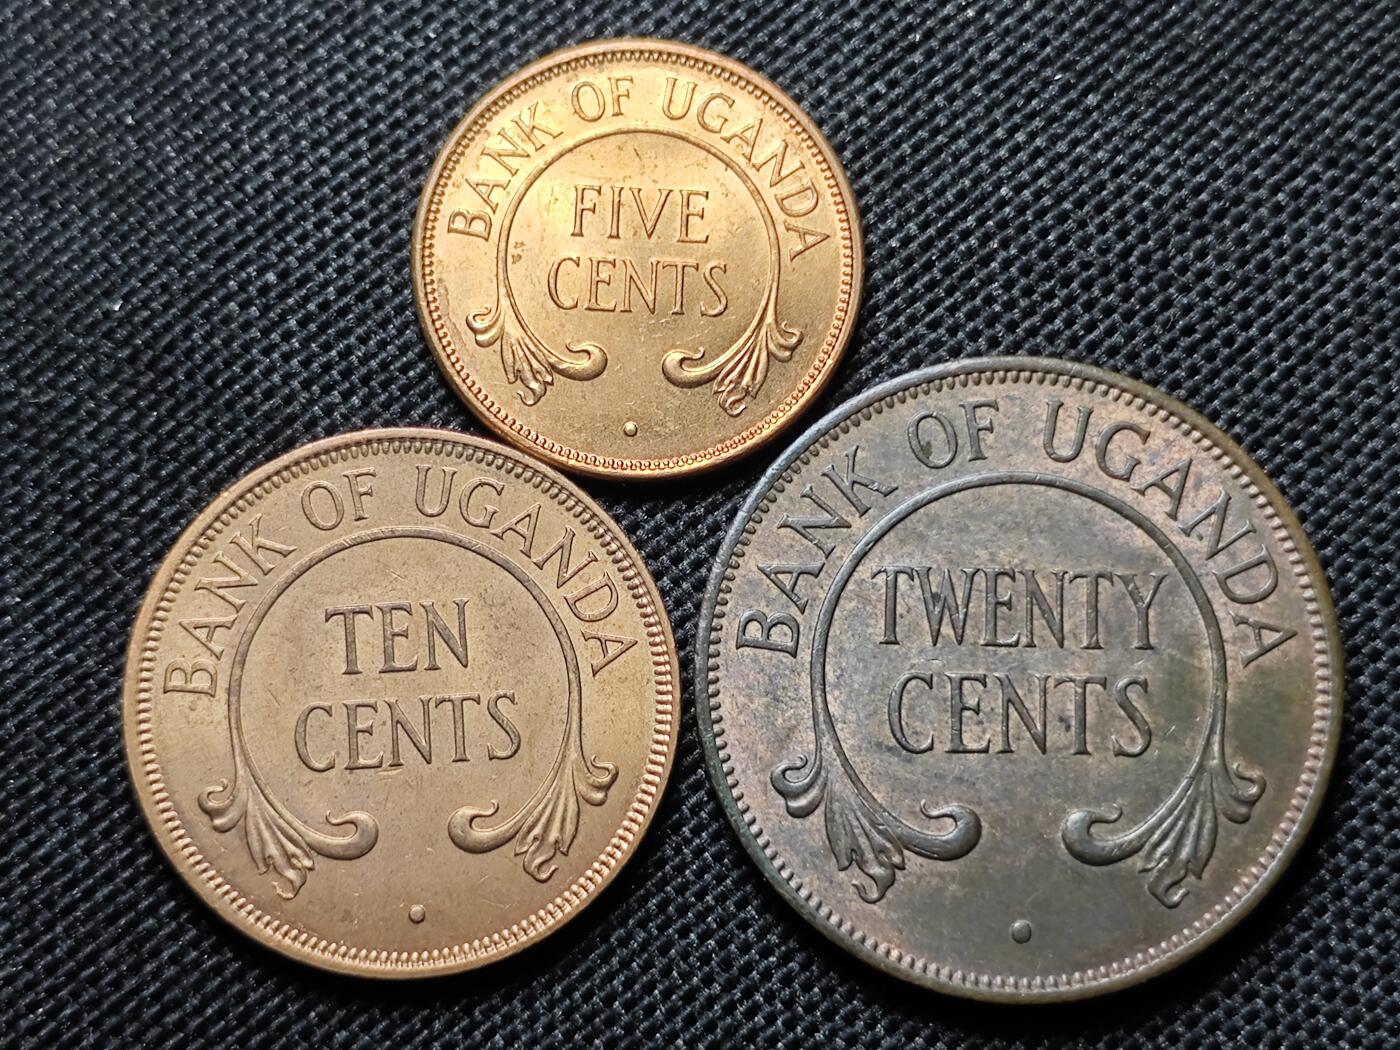 BANK OF UGANDA
FIVE
CENTS
BANK OF UGANDA
TEN
CENTS
BANK OF UGANDA
TWENTY
CENTS